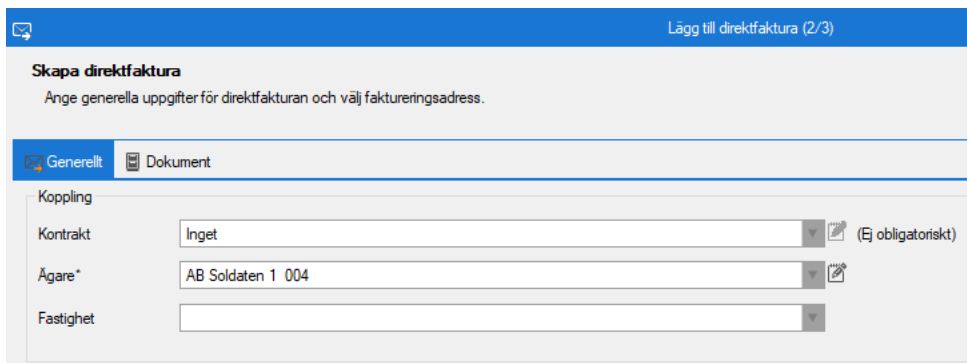 Lägg till direktfaktura (2/3)
Skapa direktfaktura
Ange generella uppgifter för direktfakturan och välj faktureringsadress.
Generellt Dokument
Koppling
Kontrakt Inget (Ej obligatoriskt)
Ägare* AB Soldaten 1 004
Fastighet